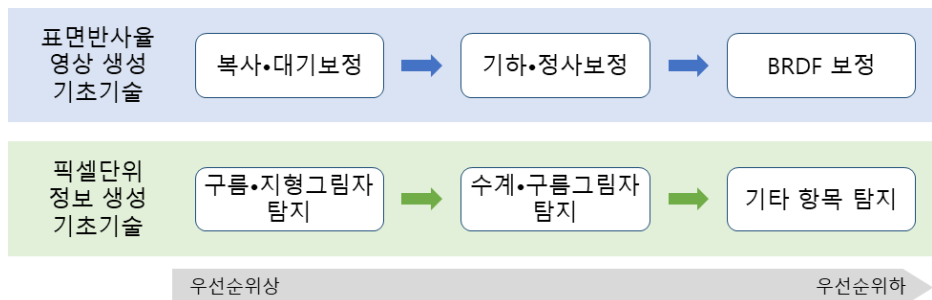 표면반사율
영상 생성
기초기술
복사•대기보정
기하•정사보정
BRDF 보정
픽셀단위
정보 생성
기초기술
구름•지형그림자
탐지
수계•구름그림자
탐지
기타 항목 탐지
우선순위상
우선순위하